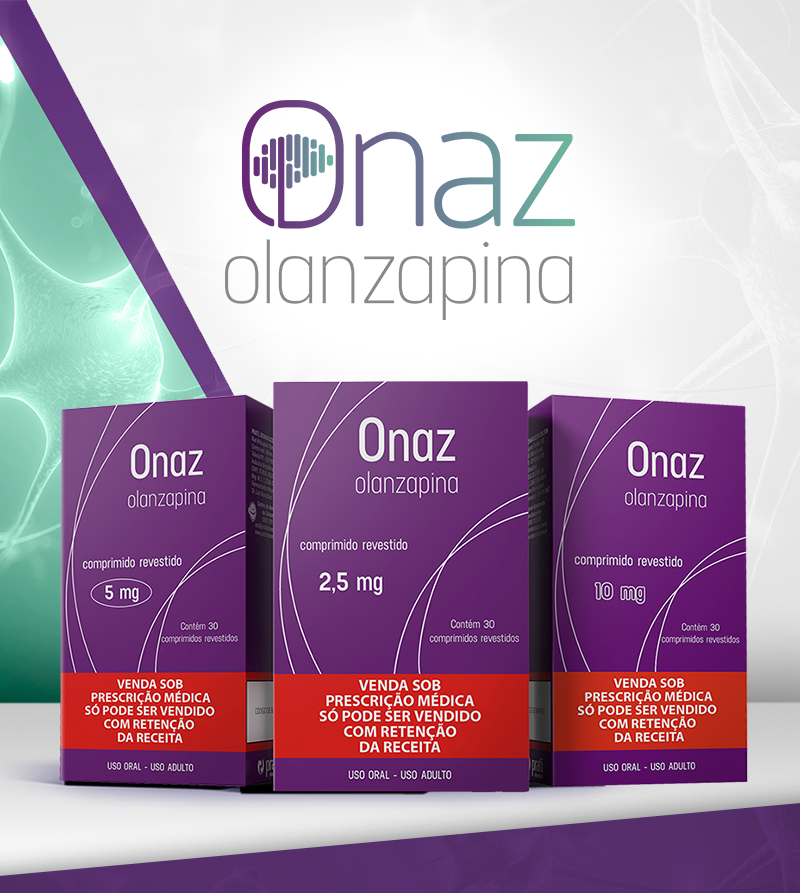 Onaz
olanzapina
Onaz
olanzapina
comprimido revestido
5 mg
Contém 30
comprimidos revestidos
VENDA SOB
PRESCRIÇÃO MÉDICA
SÓ PODE SER VENDIDO
COM RETENÇÃO
DA RECEITA
USO ORAL - USO ADULTO
Onaz
olanzapina
comprimido revestido
2,5 mg
Contém 30
comprimidos revestidos
VENDA SOB
PRESCRIÇÃO MÉDICA
SÓ PODE SER VENDIDO
COM RETENÇÃO
DA RECEITA
USO ORAL - USO ADULTO
Onaz
olanzapina
comprimido revestido
10 mg
Contém 30
comprimidos revestidos
VENDA SOB
PRESCRIÇÃO MÉDICA
SÓ PODE SER VENDIDO
COM RETENÇÃO
DA RECEITA
USO ORAL - USO ADULTO